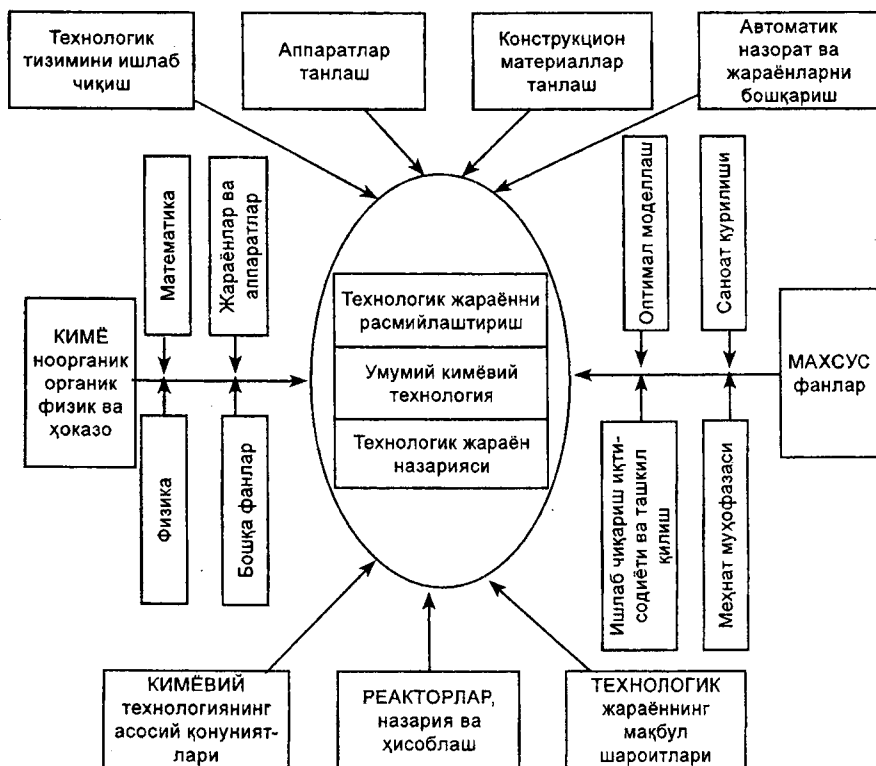 Технологик
тизимини ишлаб
чиқиш
Аппаратлар
танлаш
Конструкцион
материаллар
танлаш
Автоматик
назорат ва
жараёнларни
бошқариш
Математика
Жараёнлар ва
аппаратлар
Оптимал моделлаш
Саноат қурилиши
КИМЁ
ноорганик
органик
физик ва
ҳоказо
Технологик жараённи
расмийлаштириш
Умумий кимёвий
технология
Технологик жараён
назарияси
МАХСУС
фанлар
Физика
Бошқа фанлар
Ишлаб чиқариш иқти-
содиёти ва ташкил
қилиш
Меҳнат муҳофазаси
КИМЁВИЙ
технологиянинг
асосий қонуният-
лари
РЕАКТОРЛАР,
назария ва
ҳисоблаш
ТЕХНОЛОГИК
жараённинг
мақбул
шароитлари